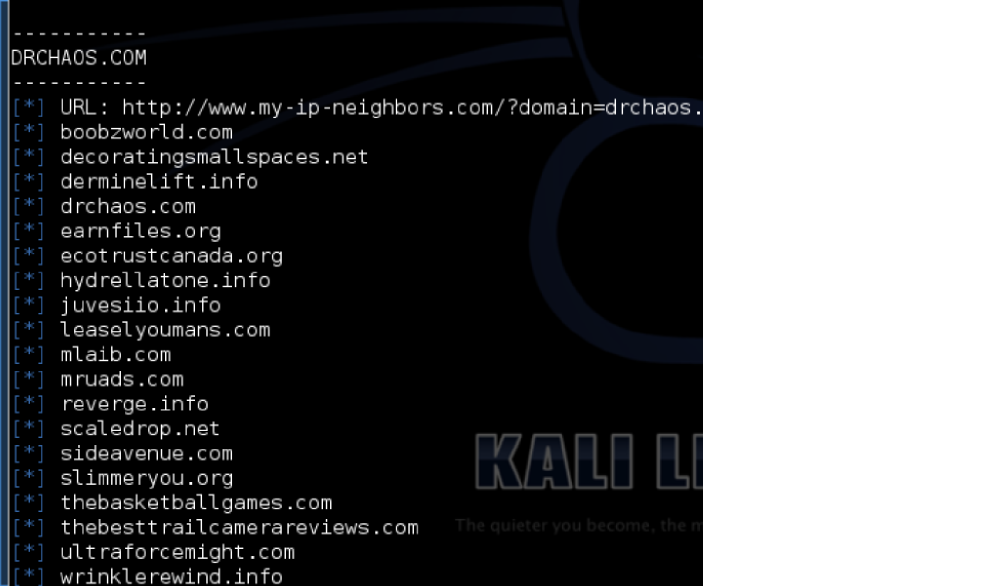 -----------
DRCHAOS.COM
-----------
[*] URL: http://www.my-ip-neighbors.com/?domain=drchaos.
[*] boobzworld.com
[*] decoratingsmallspaces.net
[*] derminelift.info
[*] drchaos.com
[*] earnfiles.org
[*] ecotrustcanada.org
[*] hydrellatone.info
[*] juvesiio.info
[*] leaselyoumans.com
[*] mlaib.com
[*] mruads.com
[*] reverge.info
[*] scaledrop.net
[*] sideavenue.com
[*] slimmeryou.org
[*] thebasketballgames.com
[*] thebesttrailcamerareviews.com
[*] ultraforcemight.com
[*] wrinklerewind.info
KALI
The quieter you become, the